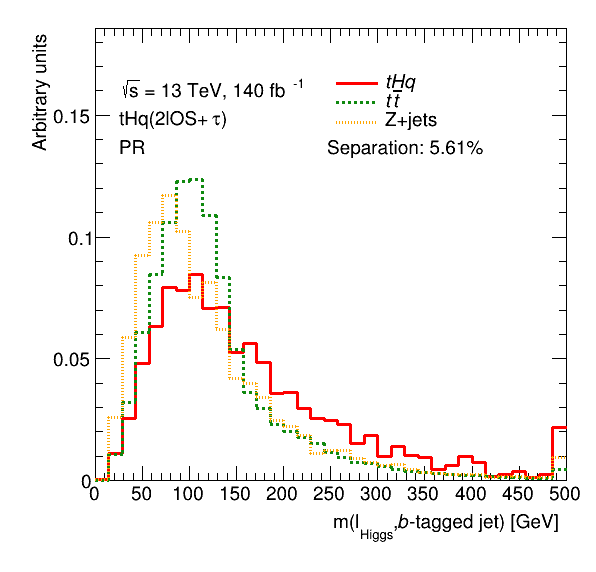 Arbitrary units
√s = 13 TeV, 140 fb⁻¹
tHq(2lOS+ τ)
PR
tHq
tt̅
Z+jets
Separation: 5.61%
0.15
0.1
0.05
0
0 50 100 150 200 250 300 350 400 450 500
m(l_Higgs,b-tagged jet) [GeV]